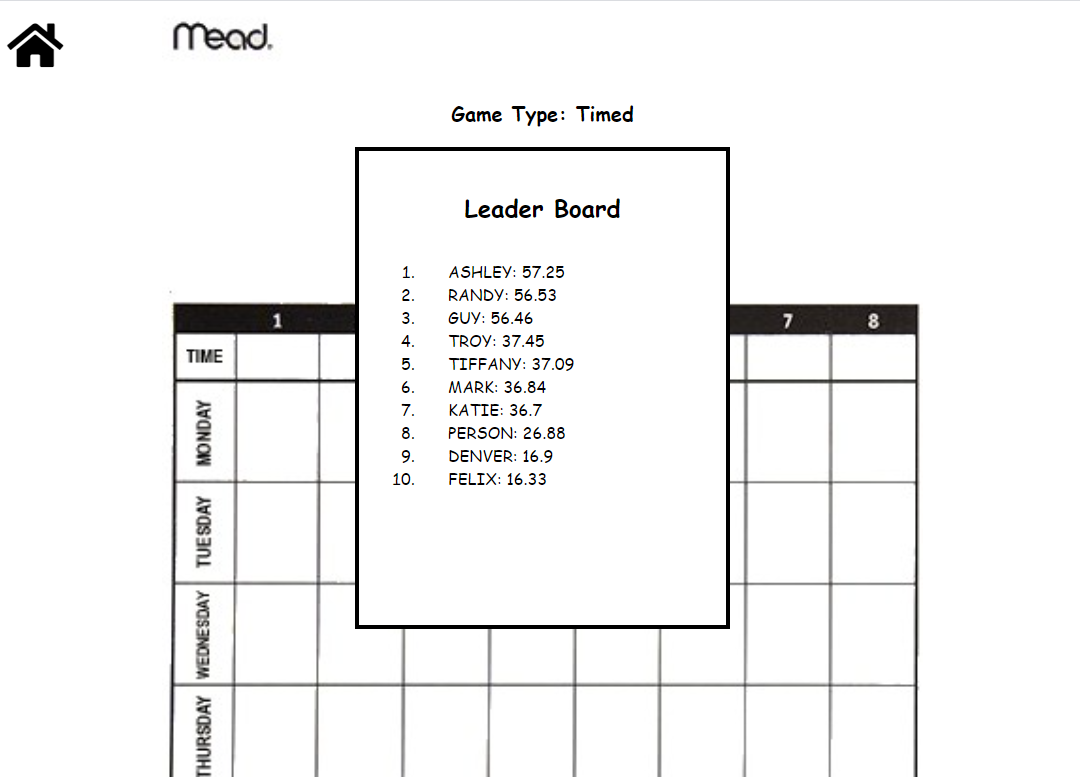 Mead.
Game Type: Timed
Leader Board
1. ASHLEY: 57.25
2. RANDY: 56.53
3. GUY: 56.46
4. TROY: 37.45
5. TIFFANY: 37.09
6. MARK: 36.84
7. KATIE: 36.7
8. PERSON: 26.88
9. DENVER: 16.9
10. FELIX: 16.33
1 7 8
TIME
MONDAY
TUESDAY
WEDNESDAY
THURSDAY